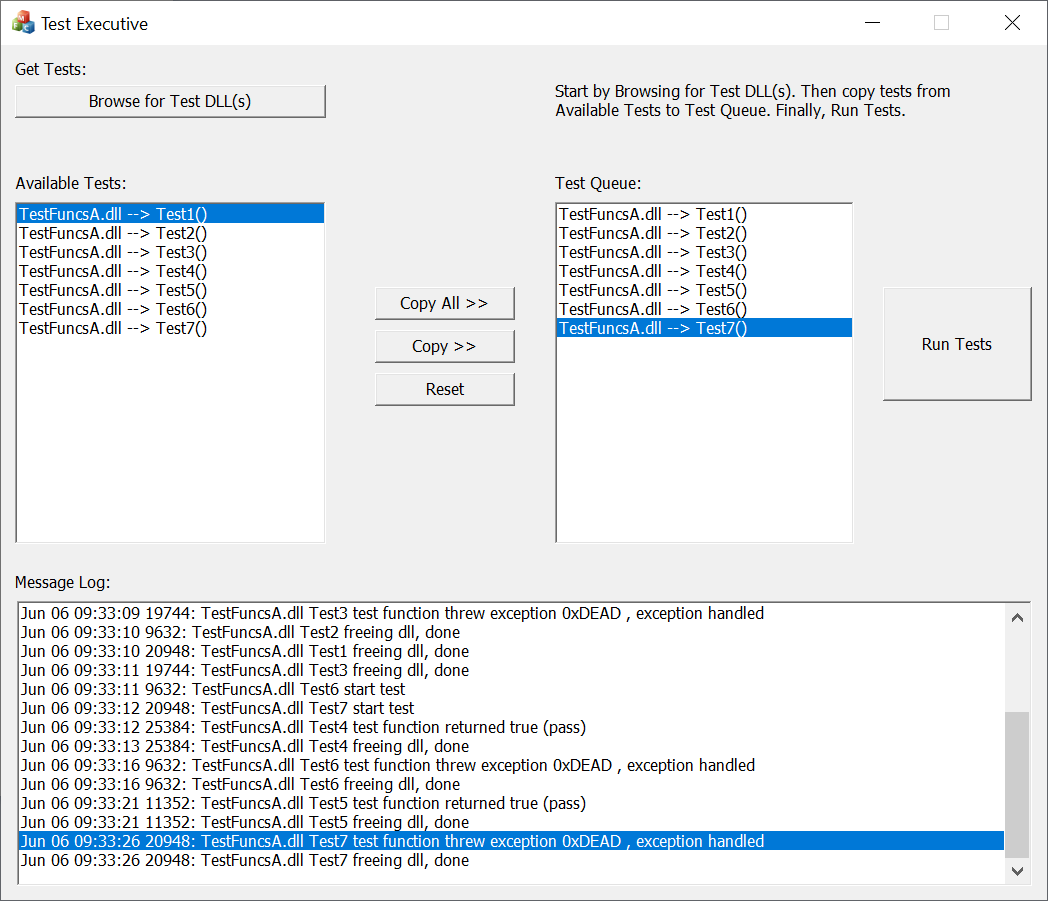 Test Executive
Get Tests:
Browse for Test DLL(s)
Start by Browsing for Test DLL(s). Then copy tests from
Available Tests to Test Queue. Finally, Run Tests.
Available Tests:
TestFuncsA.dll --> Test1()
TestFuncsA.dll --> Test2()
TestFuncsA.dll --> Test3()
TestFuncsA.dll --> Test4()
TestFuncsA.dll --> Test5()
TestFuncsA.dll --> Test6()
TestFuncsA.dll --> Test7()
Copy All >>
Copy >>
Reset
Test Queue:
TestFuncsA.dll --> Test1()
TestFuncsA.dll --> Test2()
TestFuncsA.dll --> Test3()
TestFuncsA.dll --> Test4()
TestFuncsA.dll --> Test5()
TestFuncsA.dll --> Test6()
TestFuncsA.dll --> Test7()
Run Tests
Message Log:
Jun 06 09:33:09 19744: TestFuncsA.dll Test3 test function threw exception 0xDEAD , exception handled
Jun 06 09:33:10 9632: TestFuncsA.dll Test2 freeing dll, done
Jun 06 09:33:10 20948: TestFuncsA.dll Test1 freeing dll, done
Jun 06 09:33:11 19744: TestFuncsA.dll Test3 freeing dll, done
Jun 06 09:33:11 9632: TestFuncsA.dll Test6 start test
Jun 06 09:33:12 20948: TestFuncsA.dll Test7 start test
Jun 06 09:33:12 25384: TestFuncsA.dll Test4 test function returned true (pass)
Jun 06 09:33:13 25384: TestFuncsA.dll Test4 freeing dll, done
Jun 06 09:33:16 9632: TestFuncsA.dll Test6 test function threw exception 0xDEAD , exception handled
Jun 06 09:33:16 9632: TestFuncsA.dll Test6 freeing dll, done
Jun 06 09:33:21 11352: TestFuncsA.dll Test5 test function returned true (pass)
Jun 06 09:33:21 11352: TestFuncsA.dll Test5 freeing dll, done
Jun 06 09:33:26 20948: TestFuncsA.dll Test7 test function threw exception 0xDEAD , exception handled
Jun 06 09:33:26 20948: TestFuncsA.dll Test7 freeing dll, done